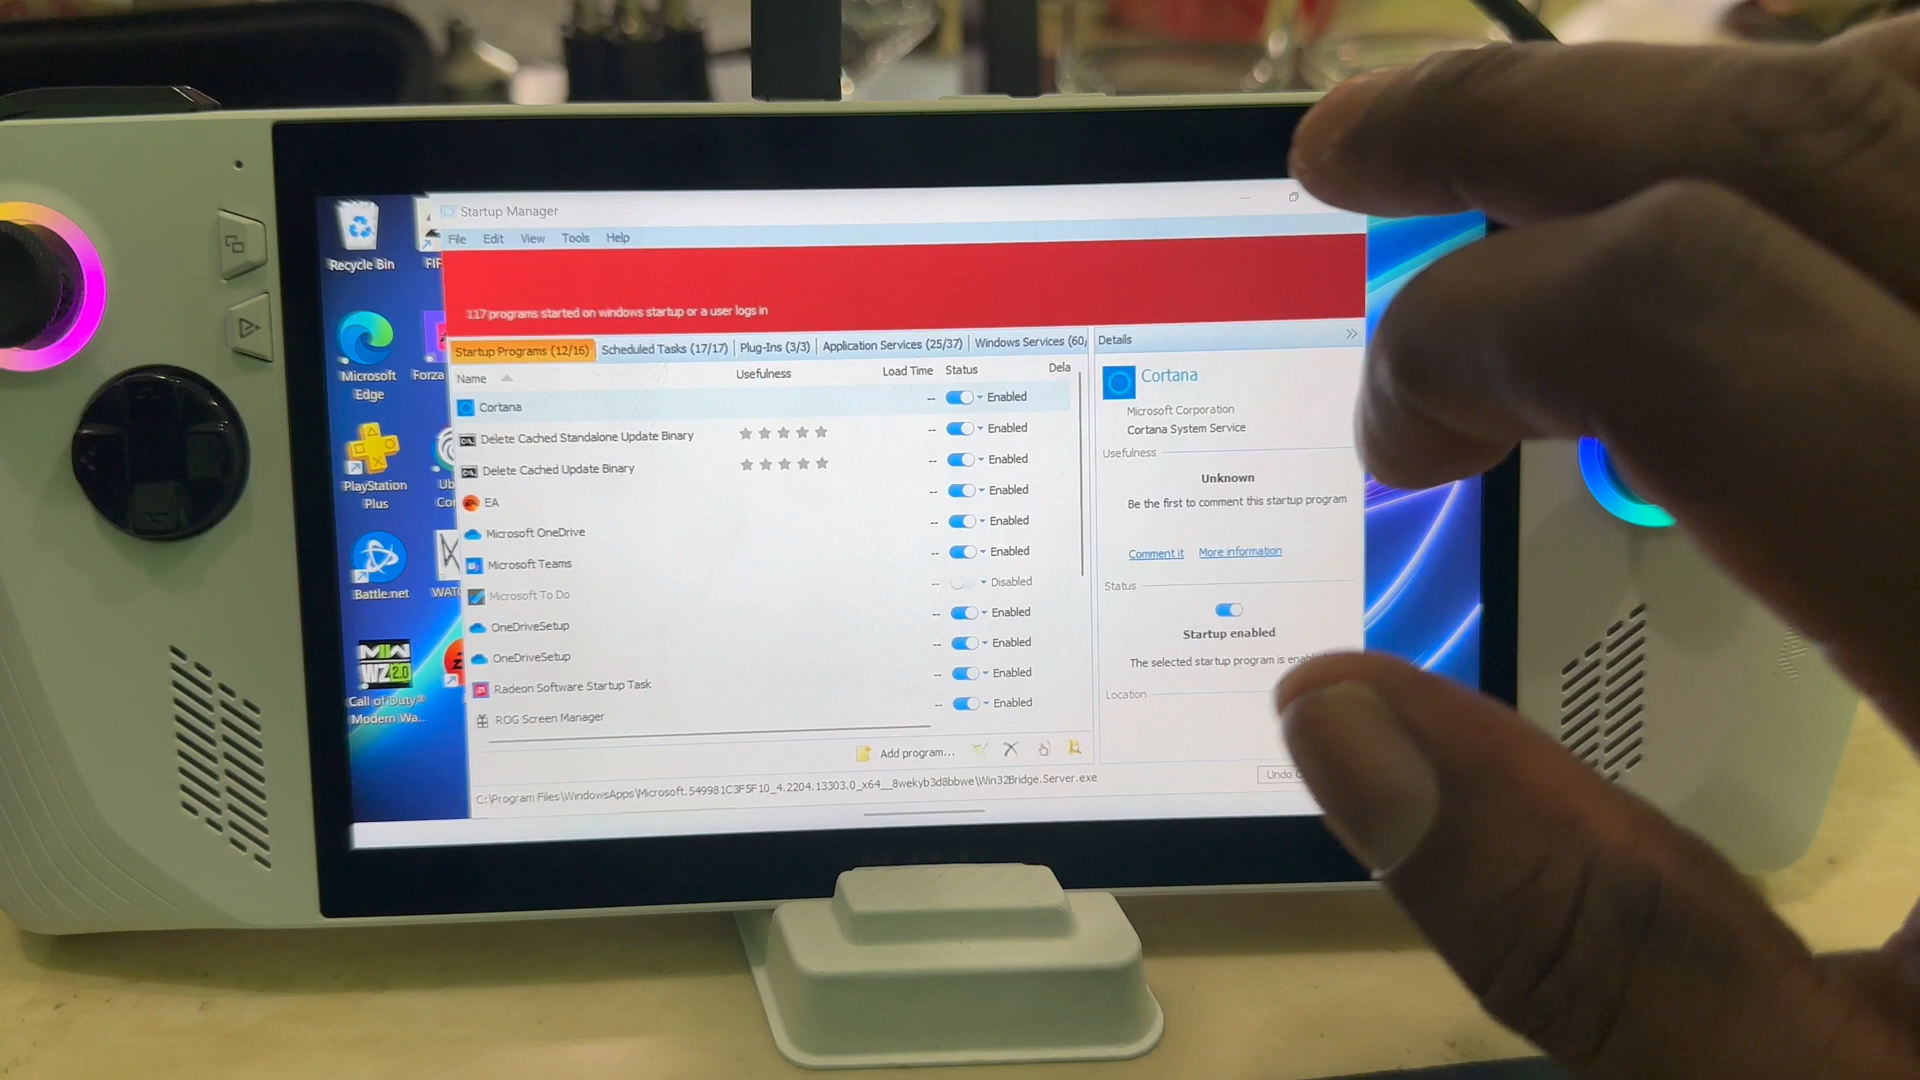 Startup Manager
File Edit View Tools Help
117 programs started on windows startup or a user logs in
Startup Programs (12/16) Scheduled Tasks (17/17) Plug-Ins (3/3) Application Services (25/37) Windows Services (60/
Name Usefulness Load Time Status Dela
Cortana -- Enabled
Delete Cached Standalone Update Binary -- Enabled
Delete Cached Update Binary -- Enabled
EA -- Enabled
Microsoft OneDrive -- Enabled
Microsoft Teams -- Enabled
Microsoft To Do -- Disabled
OneDriveSetup -- Enabled
OneDriveSetup -- Enabled
Radeon Software Startup Task -- Enabled
ROG Screen Manager -- Enabled
Add program...
C:\Program Files\WindowsApps\Microsoft.549981C3F5F10_4.2204.13303.0_x64__8wekyb3d8bbwe\Win32Bridge.Server.exe
Details
Cortana
Microsoft Corporation
Cortana System Service
Usefulness
Unknown
Be the first to comment this startup program
Comment it More information
Status
Startup enabled
The selected startup program is
Location
Undo
Recycle Bin
FIF
Microsoft
Edge
Forza
PlayStation
Plus
Ub
Co
Battle.net
WATC
MW
WZ 2.0
Call of Duty®
Modern Wa...